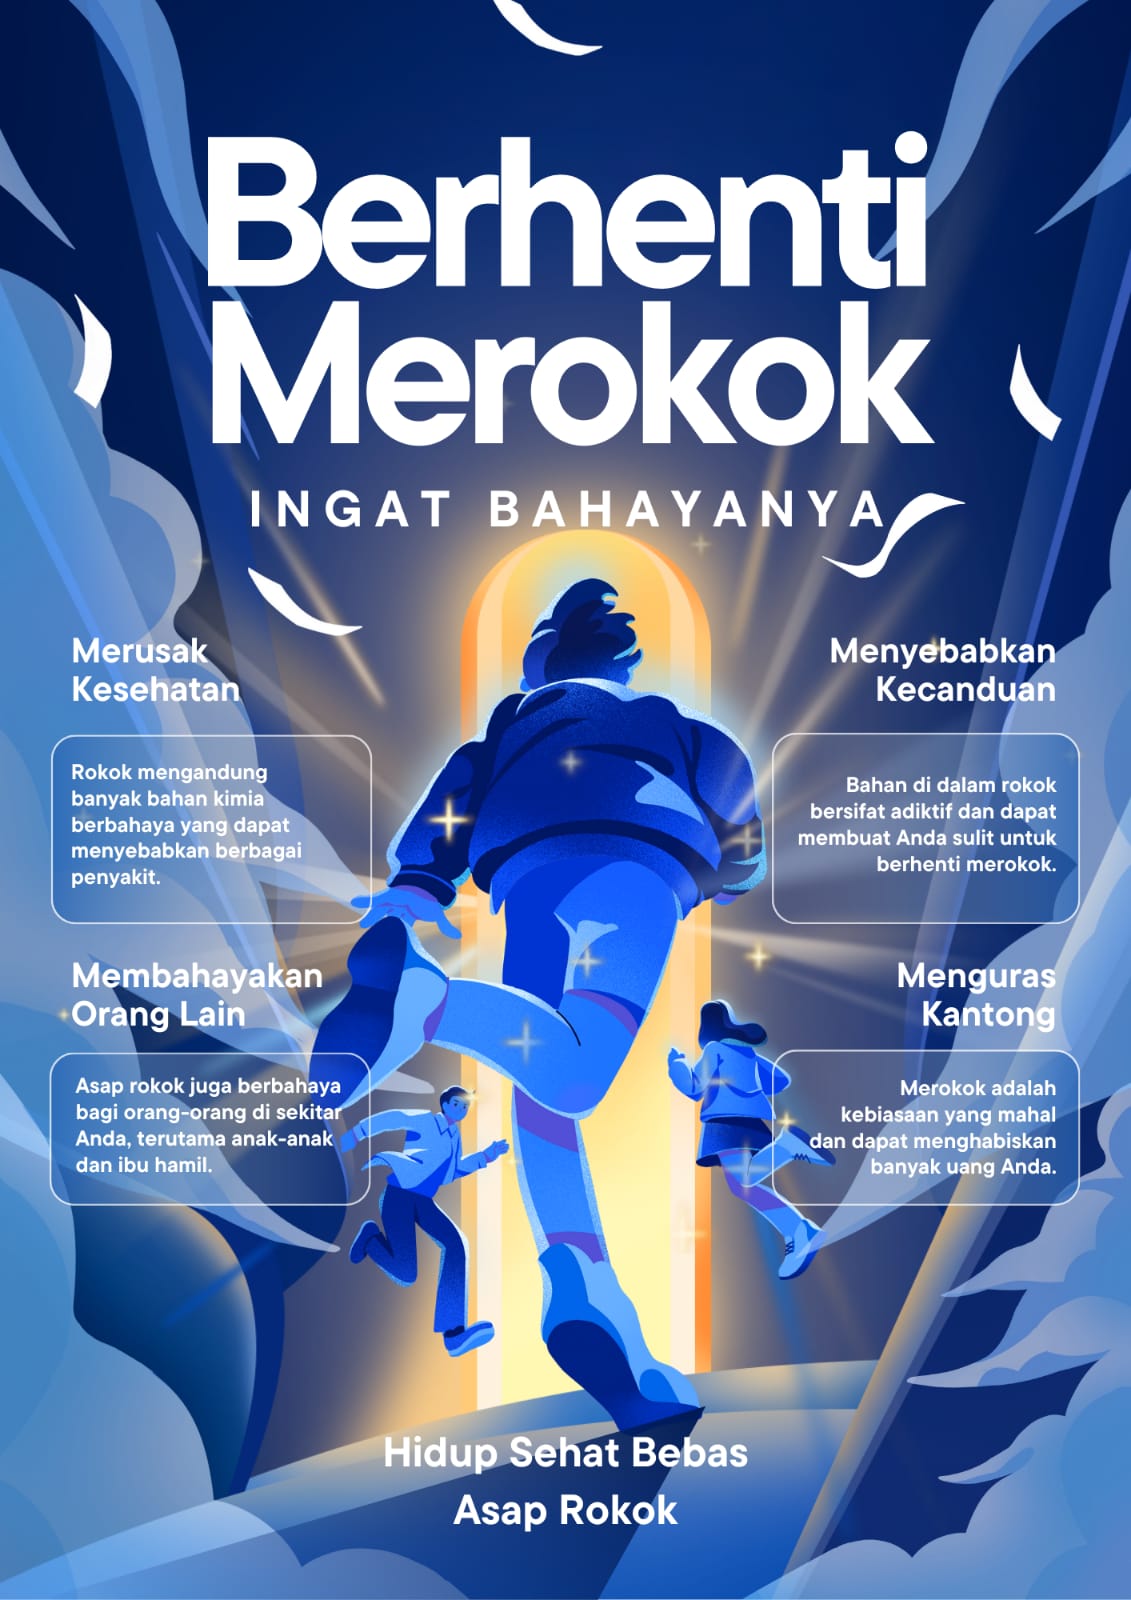 Berhenti
Merokok
INGAT BAHAYANYA
Merusak
Kesehatan
Rokok mengandung
banyak bahan kimia
berbahaya yang dapat
menyebabkan berbagai
penyakit.
Menyebabkan
Kecanduan
Bahan di dalam rokok
bersifat adiktif dan dapat
membuat Anda sulit untuk
berhenti merokok.
Membahayakan
Orang Lain
Asap rokok juga berbahaya
bagi orang-orang di sekitar
Anda, terutama anak-anak
dan ibu hamil.
Menguras
Kantong
Merokok adalah
kebiasaan yang mahal
dan dapat menghabiskan
banyak uang Anda.
Hidup Sehat Bebas
Asap Rokok